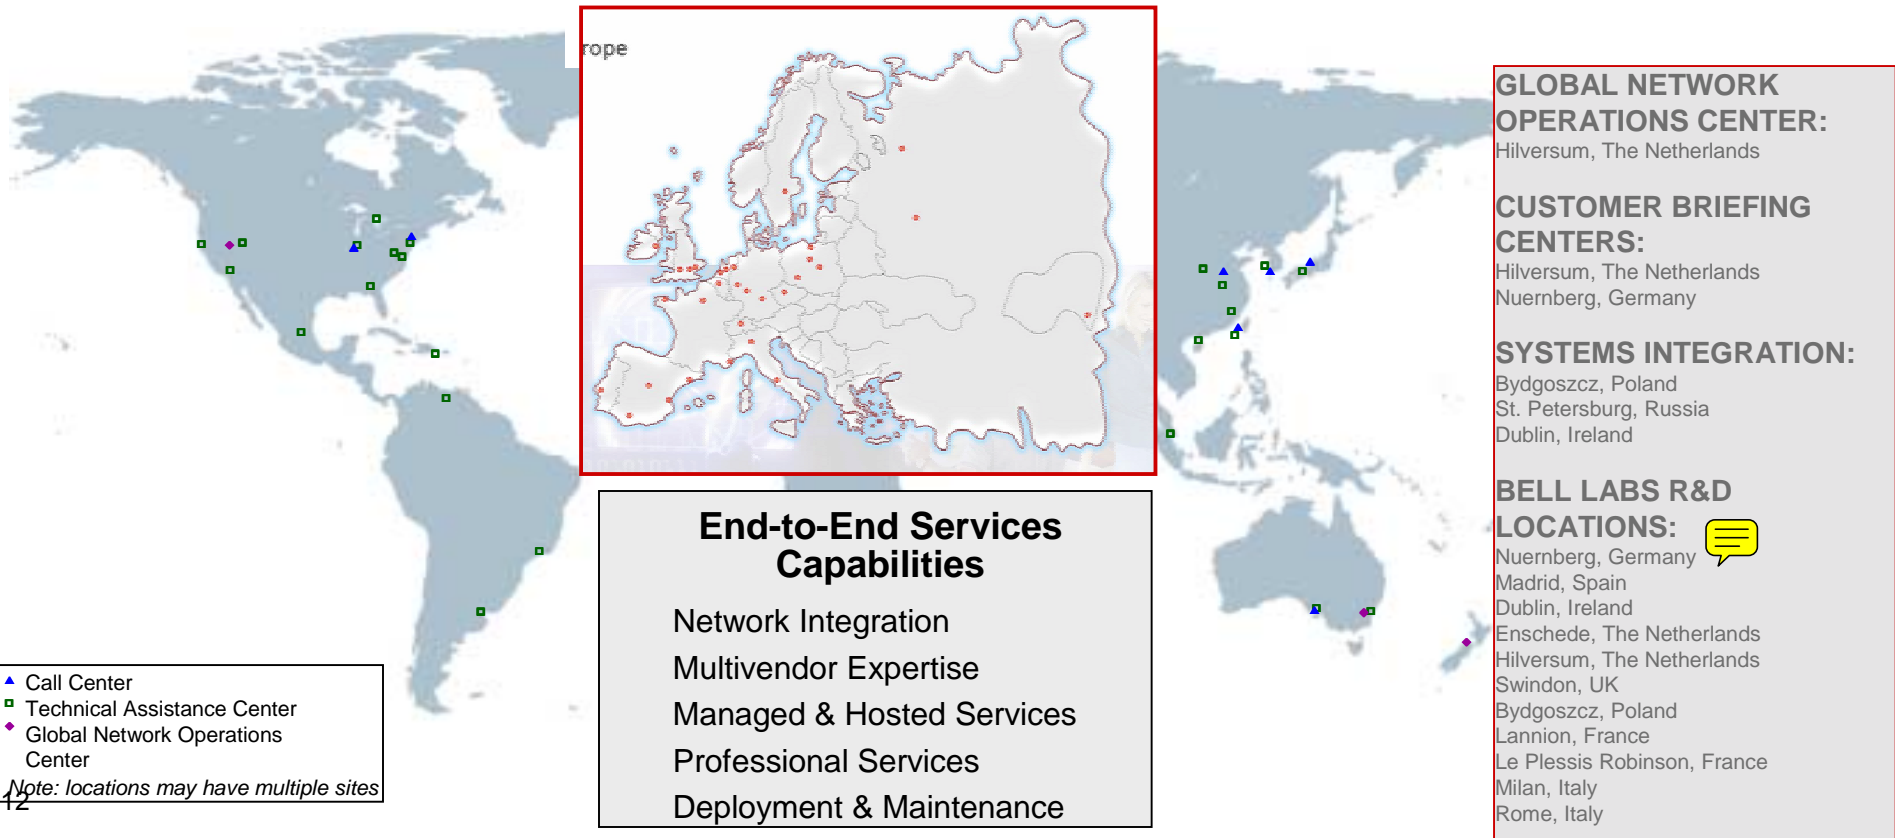 rope
GLOBAL NETWORK
OPERATIONS CENTER:
Hilversum, The Netherlands
CUSTOMER BRIEFING
CENTERS:
Hilversum, The Netherlands
Nuernberg, Germany
SYSTEMS INTEGRATION:
Bydgoszcz, Poland
St. Petersburg, Russia
Dublin, Ireland
BELL LABS R&D
LOCATIONS:
Nuernberg, Germany
Madrid, Spain
Dublin, Ireland
Enschede, The Netherlands
Hilversum, The Netherlands
Swindon, UK
Bydgoszcz, Poland
Lannion, France
Le Plessis Robinson, France
Milan, Italy
Rome, Italy
End-to-End Services
Capabilities
Network Integration
Multivendor Expertise
Managed & Hosted Services
Professional Services
Deployment & Maintenance
Call Center
Technical Assistance Center
Global Network Operations
Center
Note: locations may have multiple sites
12